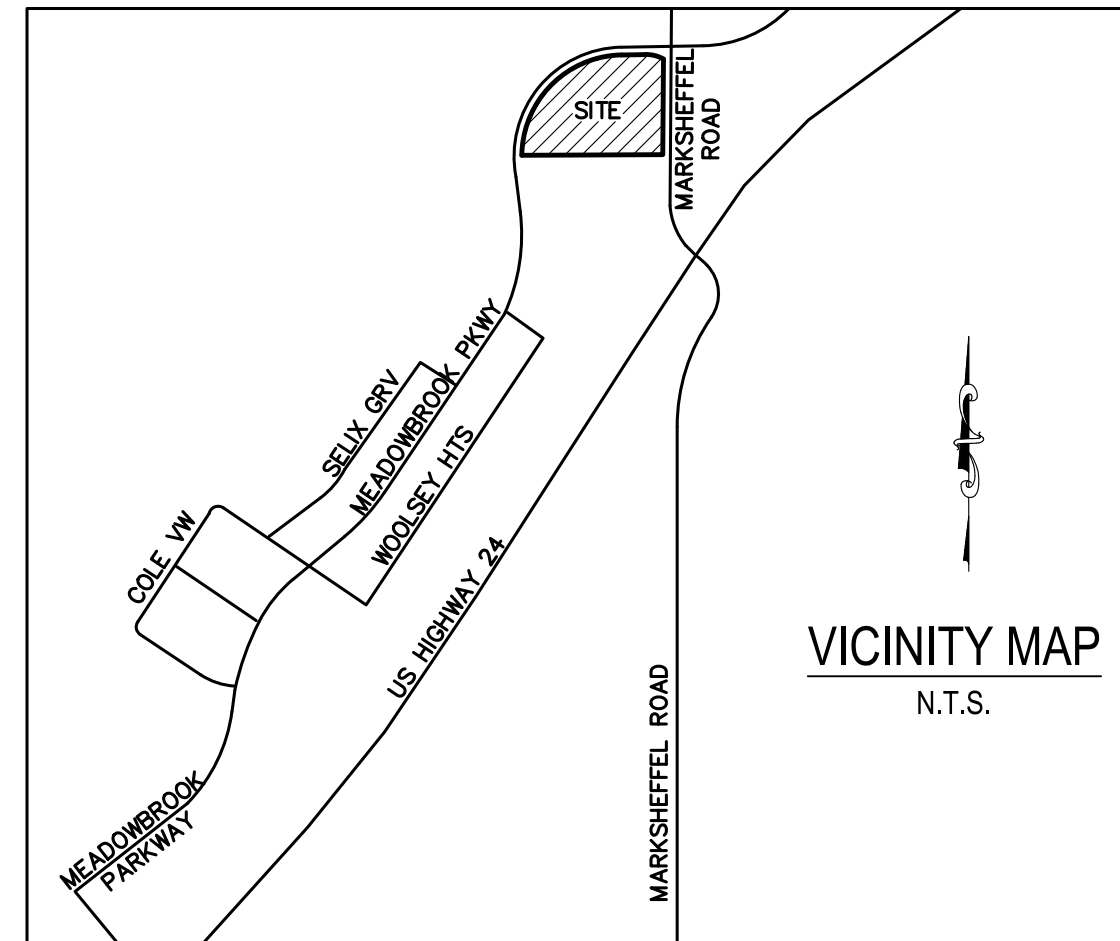 SITE
MARKSHEFFEL
ROAD
SELIX GRV
MEADOWBROOK PKWY
WOOLSEY HTS
COLE VW
US HIGHWAY 24
VICINITY MAP
N.T.S.
MARKSHEFFEL ROAD
MEADOWBROOK
PARKWAY